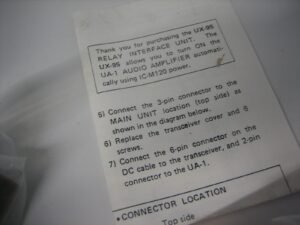 Thank you for purchasing the UX-95
RELAY INTERFACE UNIT. The
UX-95 allows you to turn ON the
UA-1 AUDIO AMPLIFIER automati-
cally using IC-M120 power.
5) Connect the 3-pin connector to the
MAIN UNIT location (top side) as
shown in the diagram below.
6) Replace the transceiver cover and 6
screws.
7) Connect the 6-pin connector on the
DC cable to the transceiver, and 2-pin
connector to the UA-1.
•CONNECTOR LOCATION
Top side